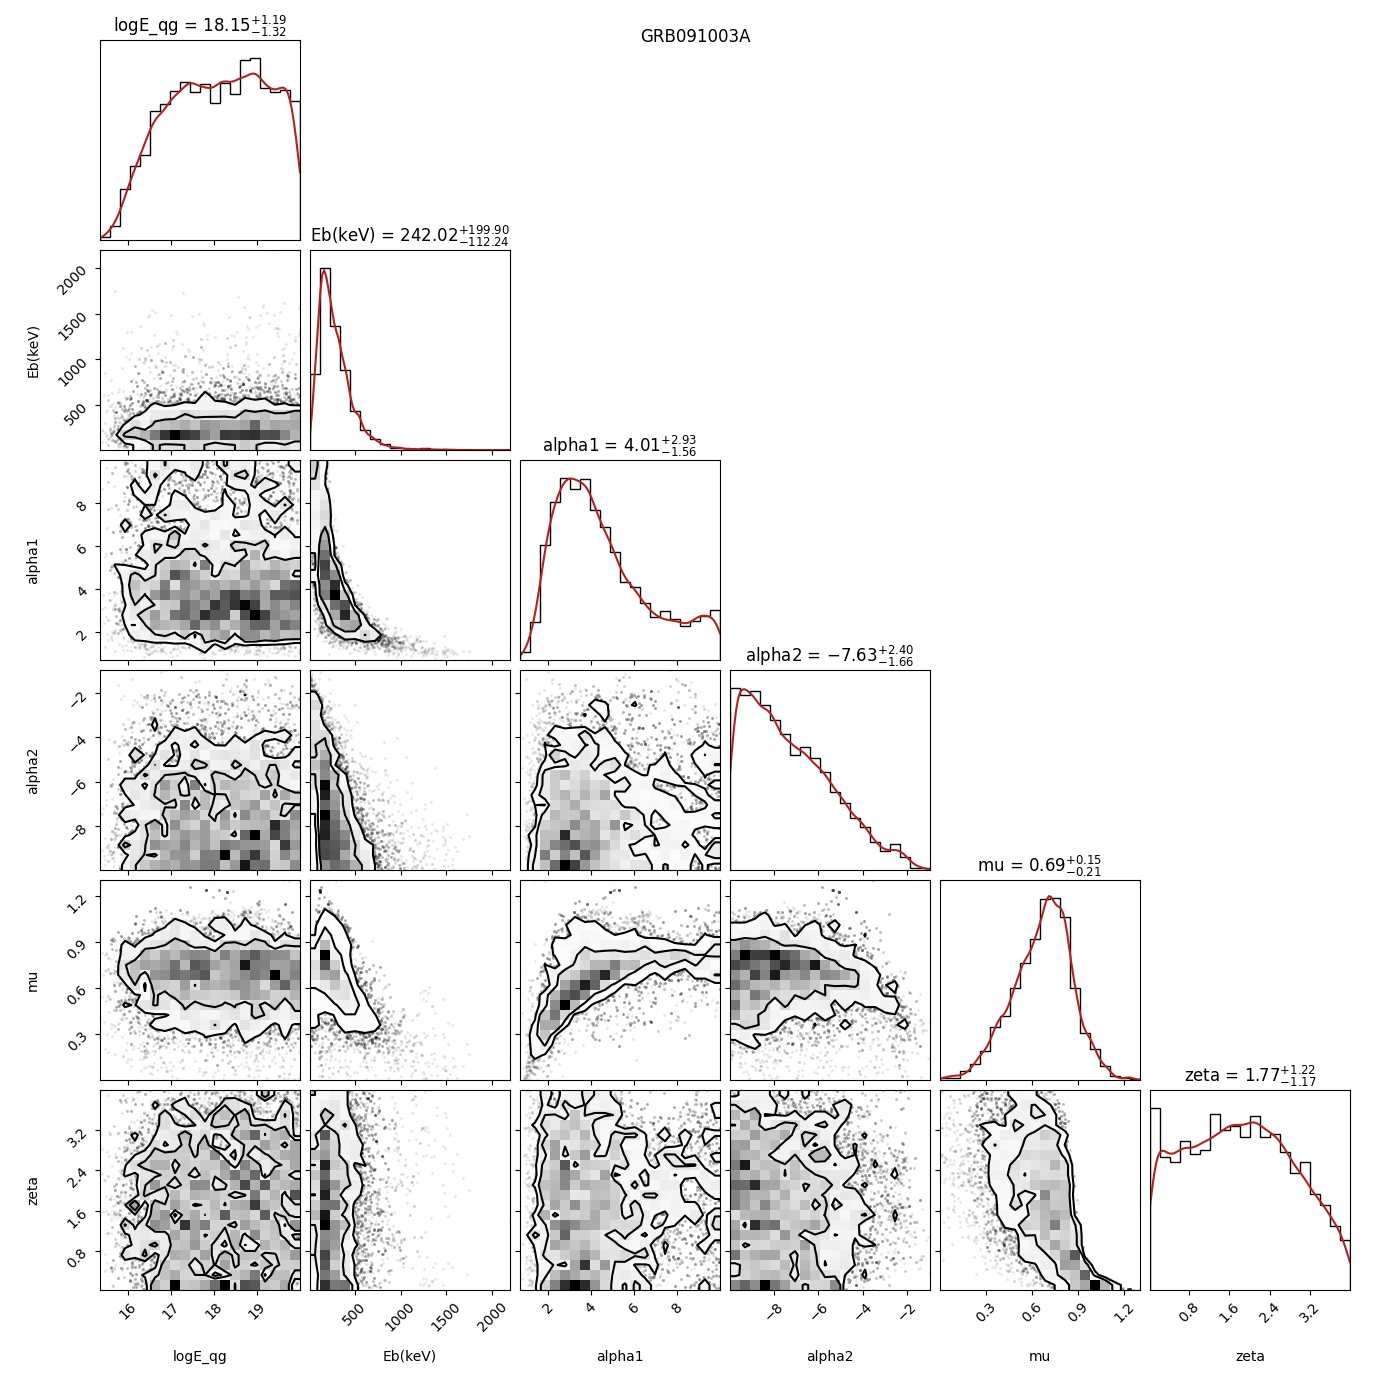 GRB091003A
logE_qg = 18.15+1.19 −1.32
Eb(keV) = 242.02+199.90 −112.24
2000
1500
1000
500
Eb(keV)
alpha1 = 4.01+2.93 −1.56
8
6
4
2
alpha1
alpha2 = −7.63+2.40 −1.66
−2
−4
−6
−8
alpha2
mu = 0.69+0.15 −0.21
1.2
0.9
0.6
0.3
mu
zeta = 1.77+1.22 −1.17
3.2
2.4
1.6
0.8
zeta
16 17 18 19 500 1000 1500 2000 2 4 6 8 −8 −6 −4 −2 0.3 0.6 0.9 1.2 0.8 1.6 2.4 3.2
logE_qg Eb(keV) alpha1 alpha2 mu zeta